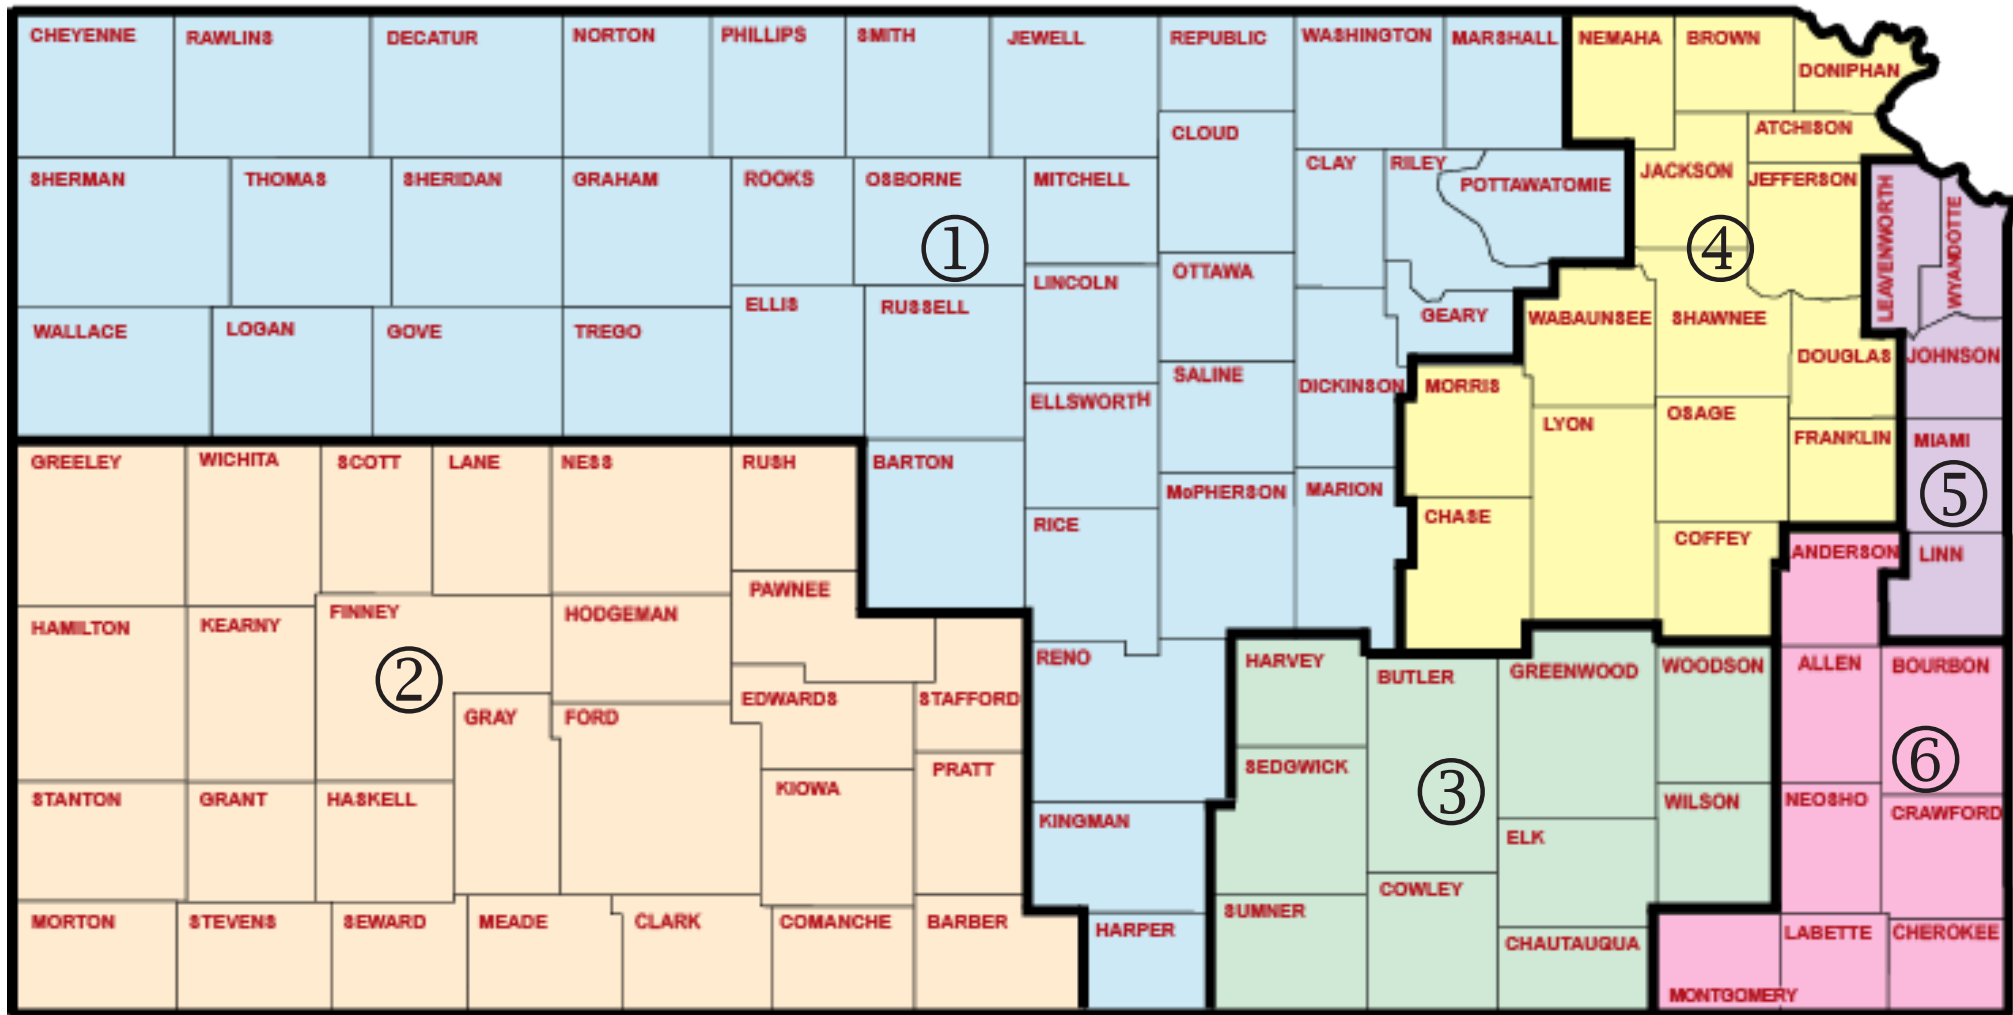 CHEYENNE RAWLINS DECATUR NORTON PHILLIPS SMITH JEWELL REPUBLIC WASHINGTON MARSHALL NEMAHA BROWN
DONIPHAN
CLOUD ATCHISON
SHERMAN THOMAS SHERIDAN GRAHAM ROOKS OSBORNE MITCHELL CLAY RILEY POTTAWATOMIE JACKSON JEFFERSON
LEAVENWORTH WYANDOTTE
① ④
LINCOLN OTTAWA
WALLACE LOGAN GOVE TREGO ELLIS RUSSELL GEARY WABAUNSEE SHAWNEE
DOUGLAS JOHNSON
ELLSWORTH SALINE DICKINSON MORRIS
LYON OSAGE
FRANKLIN MIAMI
GREELEY WICHITA SCOTT LANE NESS RUSH BARTON
McPHERSON MARION ⑤
RICE CHASE COFFEY ANDERSON LINN
PAWNEE
HAMILTON KEARNY FINNEY HODGEMAN
② RENO HARVEY BUTLER GREENWOOD WOODSON ALLEN BOURBON
GRAY FORD EDWARDS STAFFORD
PRATT SEDGWICK ③ ⑥
STANTON GRANT HASKELL KIOWA KINGMAN WILSON NEOSHO CRAWFORD
ELK
COWLEY
MORTON STEVENS SEWARD MEADE CLARK COMANCHE BARBER HARPER SUMNER CHAUTAUQUA LABETTE CHEROKEE
MONTGOMERY